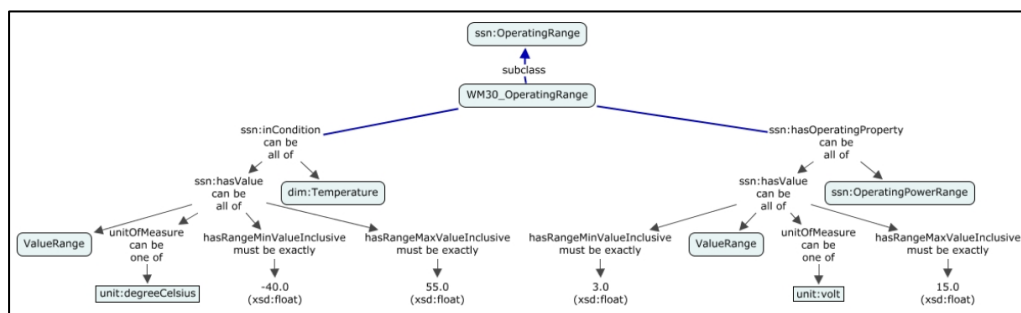 ssn:OperatingRange
subclass
WM30_OperatingRange
ssn:inCondition
can be
all of
ssn:hasOperatingProperty
can be
all of
ssn:hasValue
can be
all of
dim:Temperature
ssn:hasValue
can be
all of
ssn:OperatingPowerRange
ValueRange
unitOfMeasure
can be
one of
hasRangeMinValueInclusive
must be exactly
hasRangeMaxValueInclusive
must be exactly
hasRangeMinValueInclusive
must be exactly
ValueRange
unitOfMeasure
can be
one of
hasRangeMaxValueInclusive
must be exactly
unit:degreeCelsius
-40.0
(xsd:float)
55.0
(xsd:float)
3.0
(xsd:float)
unit:volt
15.0
(xsd:float)